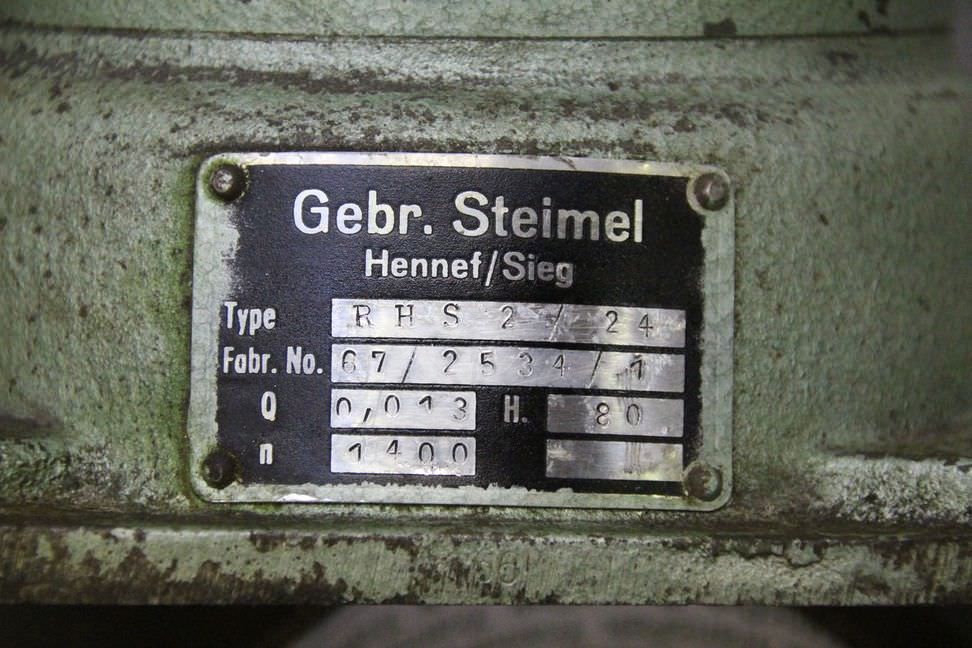 Gebr. Steimel
Hennef/Sieg
Type RHS 2/24
Fabr. No. 67/2534/1
Q 0,013 H. 80
n 1400